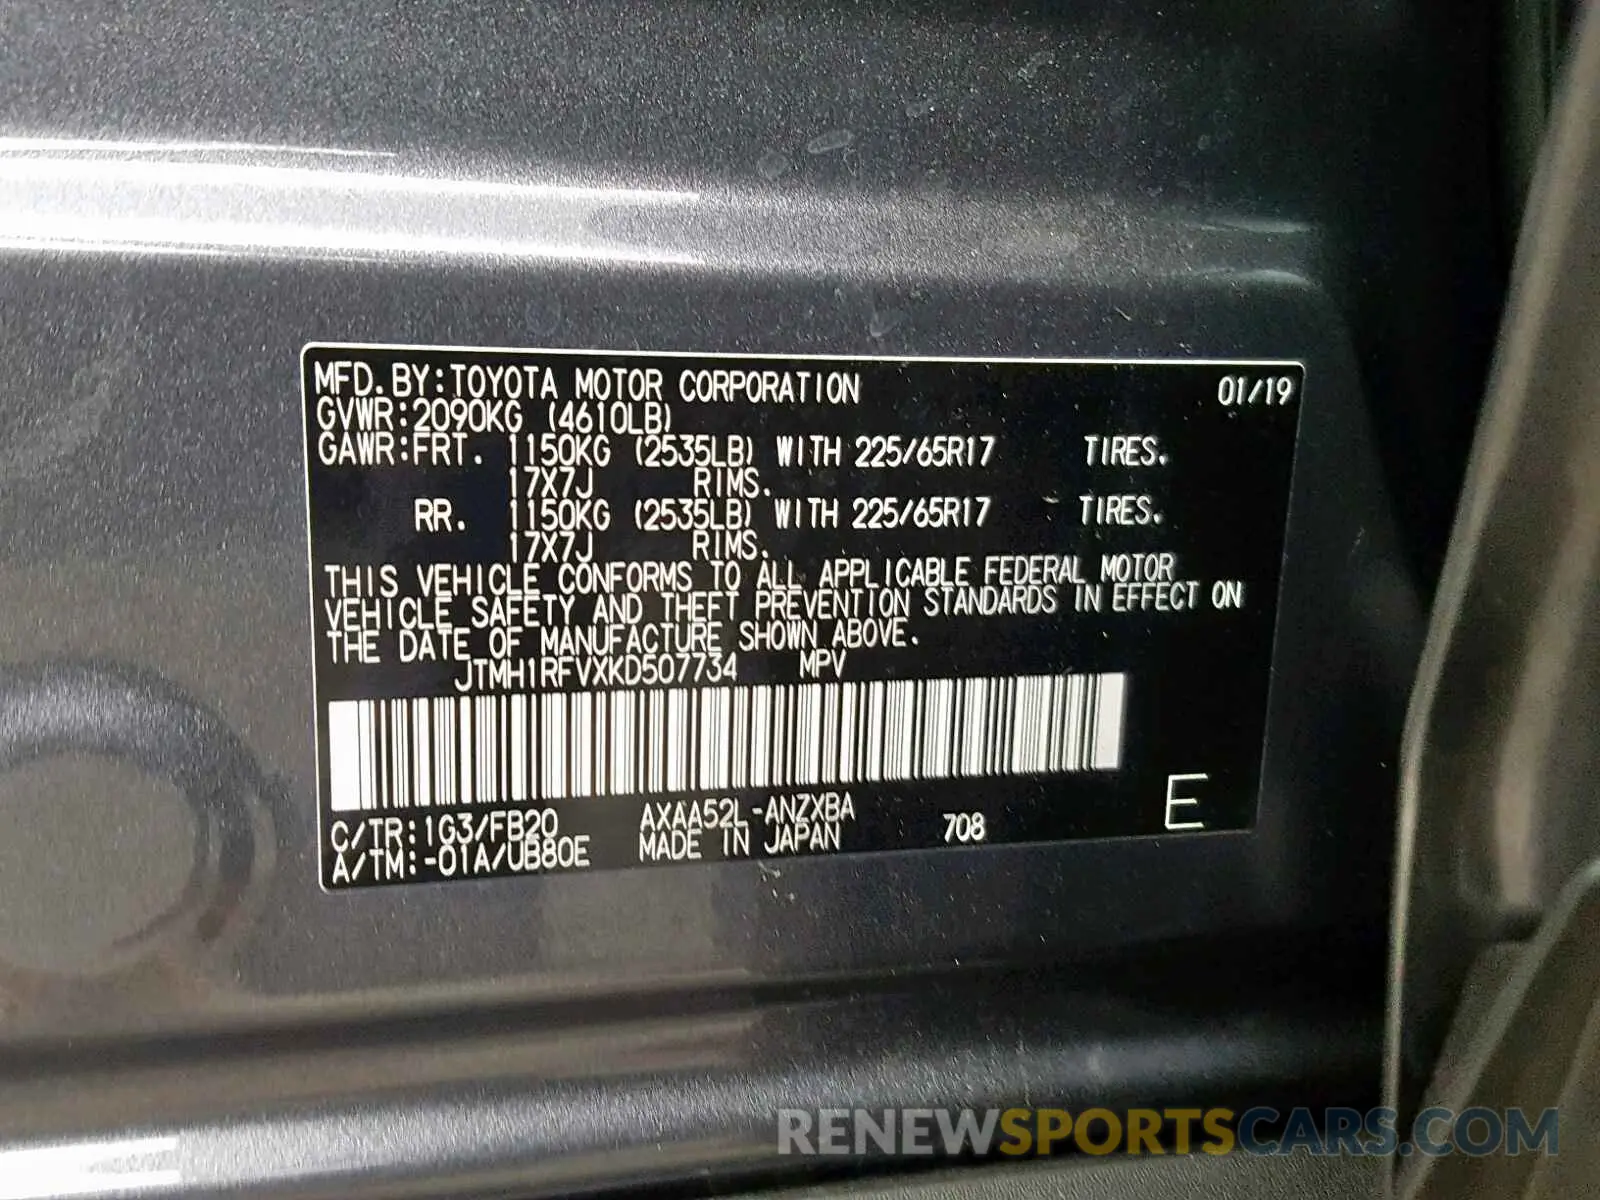 MFD. BY: TOYOTA MOTOR CORPORATION 01/19
GVWR: 2090KG (4610LB)
GAWR: FRT. 1150KG (2535LB) WITH 225/65R17 TIRES.
17X7J RIMS.
RR. 1150KG (2535LB) WITH 225/65R17 TIRES.
17X7J RIMS.
THIS VEHICLE CONFORMS TO ALL APPLICABLE FEDERAL MOTOR
VEHICLE SAFETY AND THEFT PREVENTION STANDARDS IN EFFECT ON
THE DATE OF MANUFACTURE SHOWN ABOVE.
JTMH1RFVXKD507734 MPV
C/TR: 1G3/FB20 AXAA52L-ANZXBA
A/TM: -01A/UB80E MADE IN JAPAN 708 E
RENEWSPORTSCARS.COM